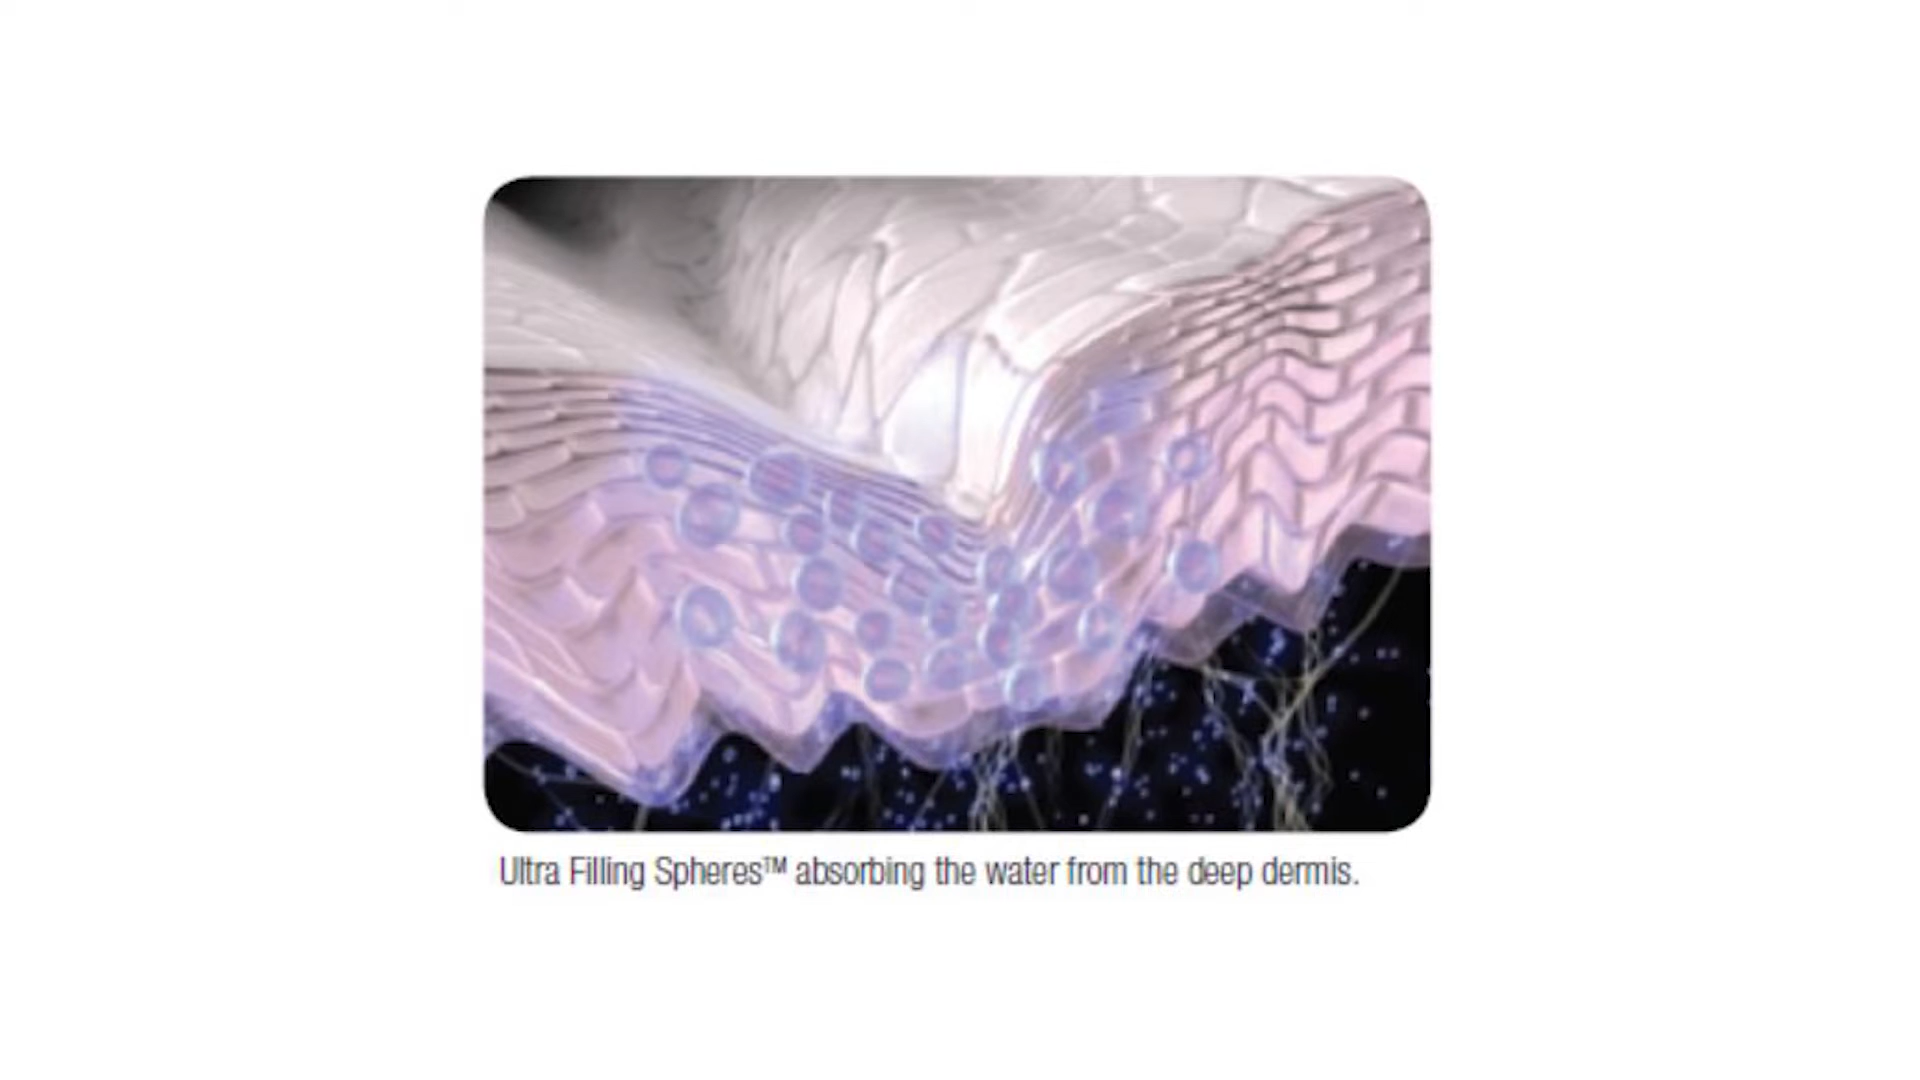 Ultra Filling Spheres™ absorbing the water from the deep dermis.